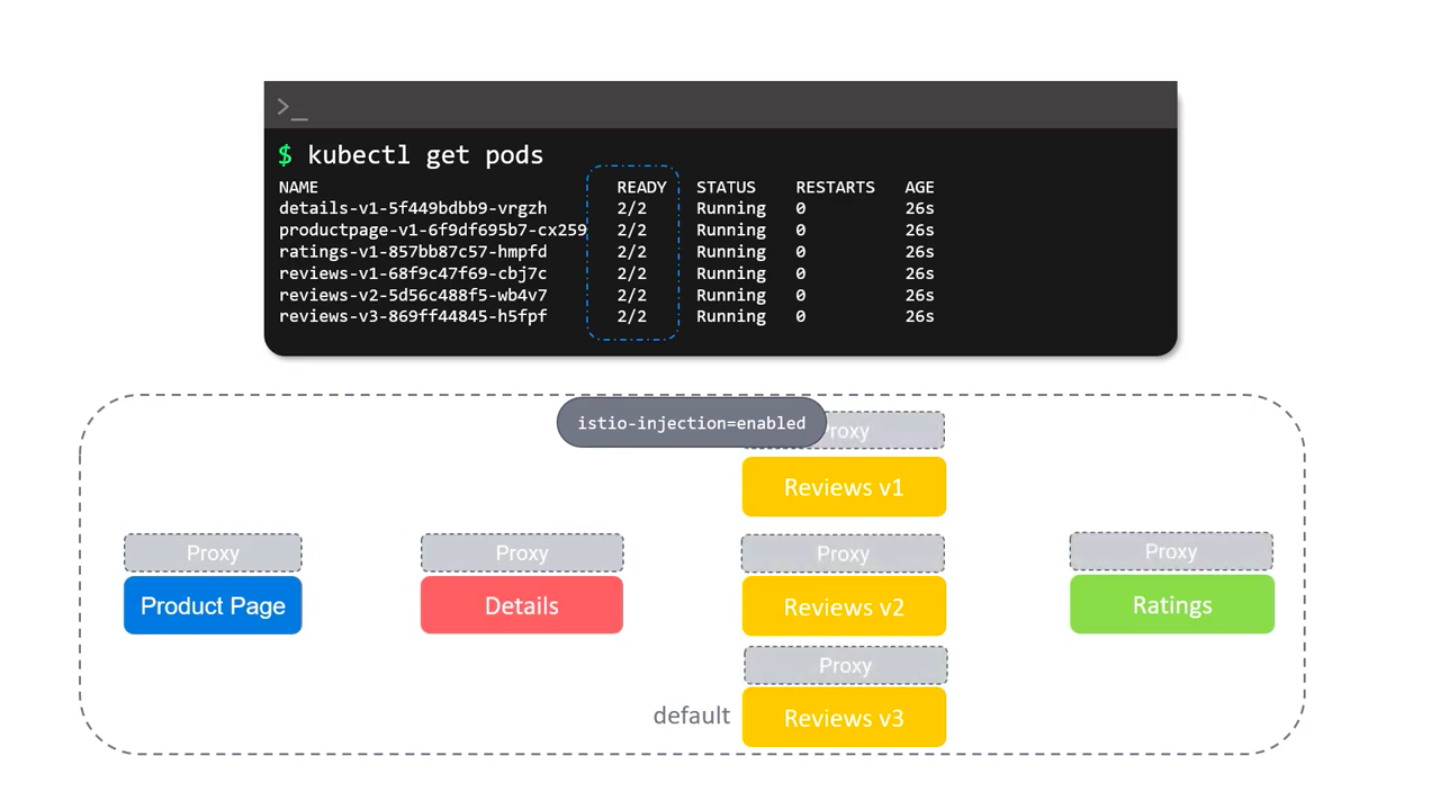 >_
$ kubectl get pods
NAME READY STATUS RESTARTS AGE
details-v1-5f449bdbb9-vrgzh 2/2 Running 0 26s
productpage-v1-6f9df695b7-cx259 2/2 Running 0 26s
ratings-v1-857bb87c57-hmpfd 2/2 Running 0 26s
reviews-v1-68f9c47f69-cbj7c 2/2 Running 0 26s
reviews-v2-5d56c488f5-wb4v7 2/2 Running 0 26s
reviews-v3-869ff44845-h5fpf 2/2 Running 0 26s
istio-injection=enabled
roxy
Reviews v1
Proxy
Product Page
Proxy
Details
Proxy
Reviews v2
Proxy
Ratings
Proxy
default
Reviews v3